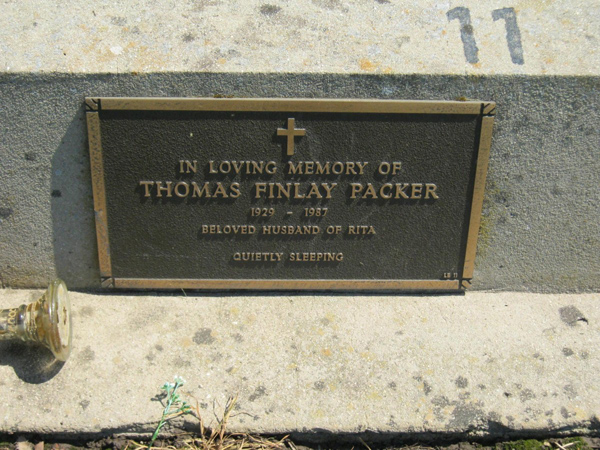 11
IN LOVING MEMORY OF
THOMAS FINLAY PACKER
1929 - 1987
BELOVED HUSBAND OF RITA
QUIETLY SLEEPING
LB 11